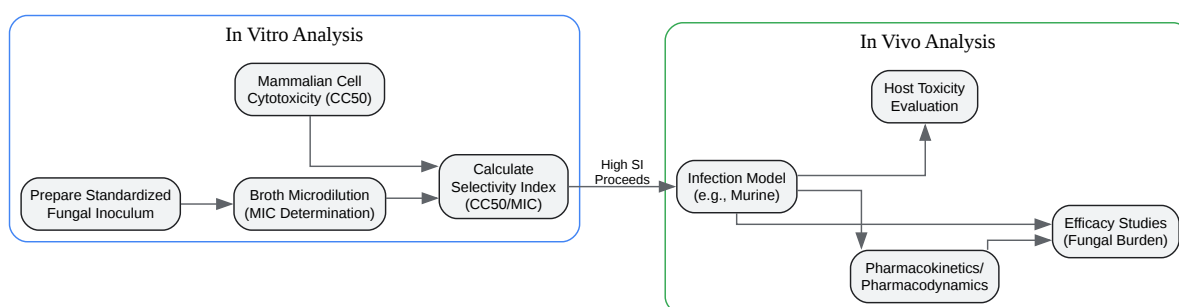 In Vitro Analysis
Mammalian Cell
Cytotoxicity (CC50)
Prepare Standardized
Fungal Inoculum
Broth Microdilution
(MIC Determination)
Calculate
Selectivity Index
(CC50/MIC)
High SI
Proceeds
In Vivo Analysis
Host Toxicity
Evaluation
Infection Model
(e.g., Murine)
Efficacy Studies
(Fungal Burden)
Pharmacokinetics/
Pharmacodynamics